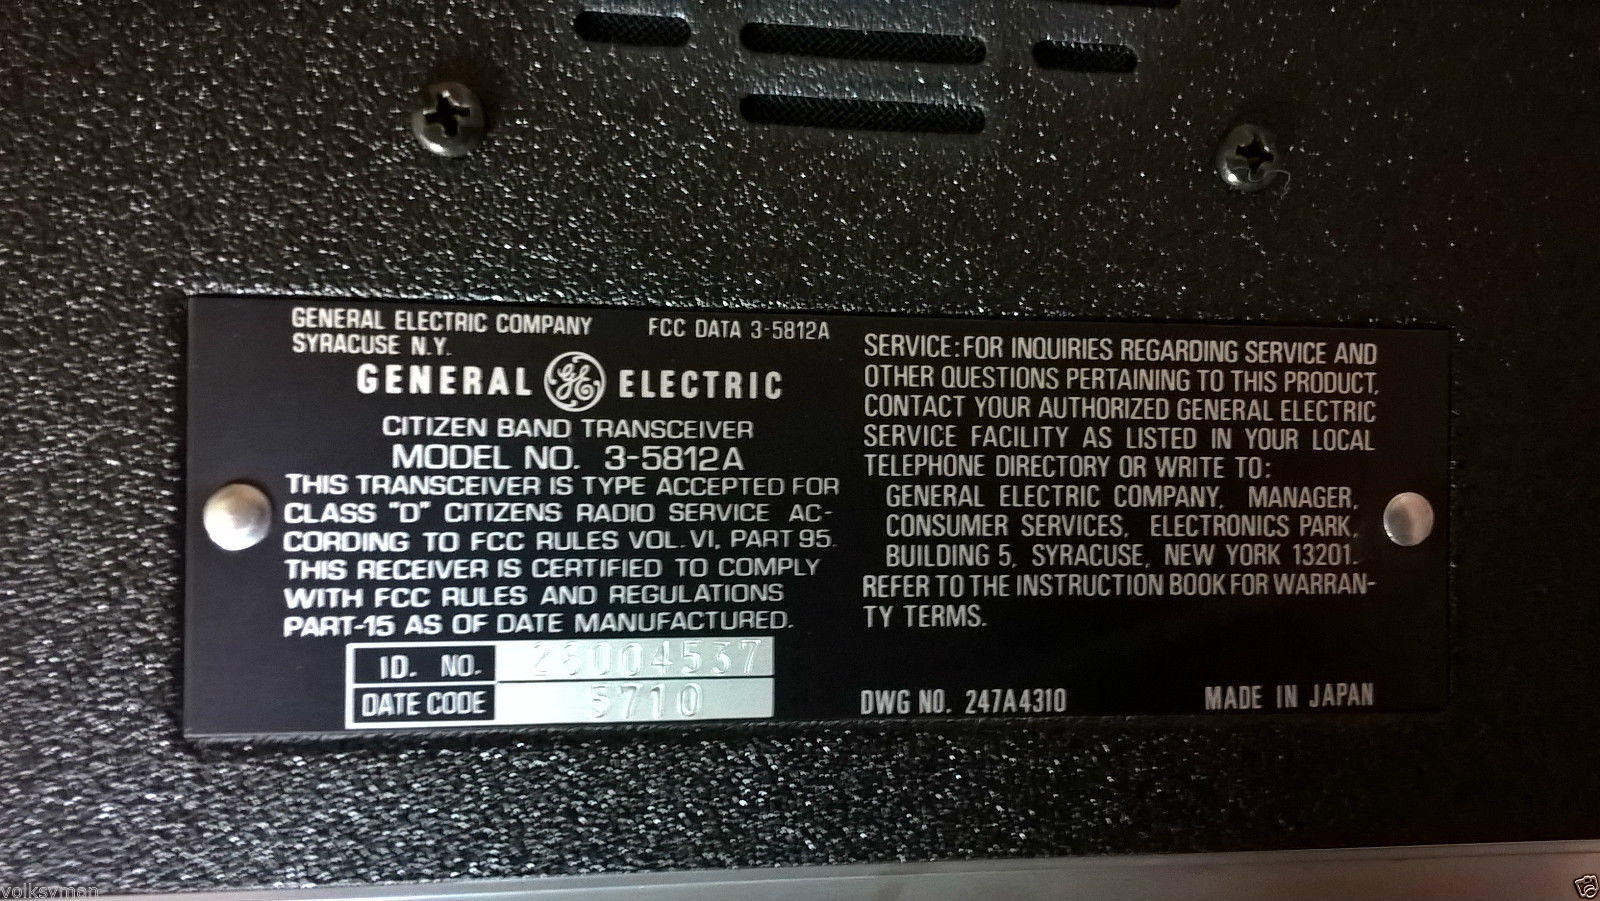 GENERAL ELECTRIC COMPANY FCC DATA 3-5812A
SYRACUSE N.Y.
GENERAL GE ELECTRIC
CITIZEN BAND TRANSCEIVER
MODEL NO. 3-5812A
THIS TRANSCEIVER IS TYPE ACCEPTED FOR
CLASS "D" CITIZENS RADIO SERVICE AC-
CORDING TO FCC RULES VOL. VI, PART 95.
THIS RECEIVER IS CERTIFIED TO COMPLY
WITH FCC RULES AND REGULATIONS
PART-15 AS OF DATE MANUFACTURED.
ID. NO. 26004537
DATE CODE 5710
SERVICE: FOR INQUIRIES REGARDING SERVICE AND
OTHER QUESTIONS PERTAINING TO THIS PRODUCT,
CONTACT YOUR AUTHORIZED GENERAL ELECTRIC
SERVICE FACILITY AS LISTED IN YOUR LOCAL
TELEPHONE DIRECTORY OR WRITE TO:
GENERAL ELECTRIC COMPANY, MANAGER,
CONSUMER SERVICES, ELECTRONICS PARK,
BUILDING 5, SYRACUSE, NEW YORK 13201.
REFER TO THE INSTRUCTION BOOK FOR WARRAN-
TY TERMS.
DWG NO. 247A4310 MADE IN JAPAN
volksvman